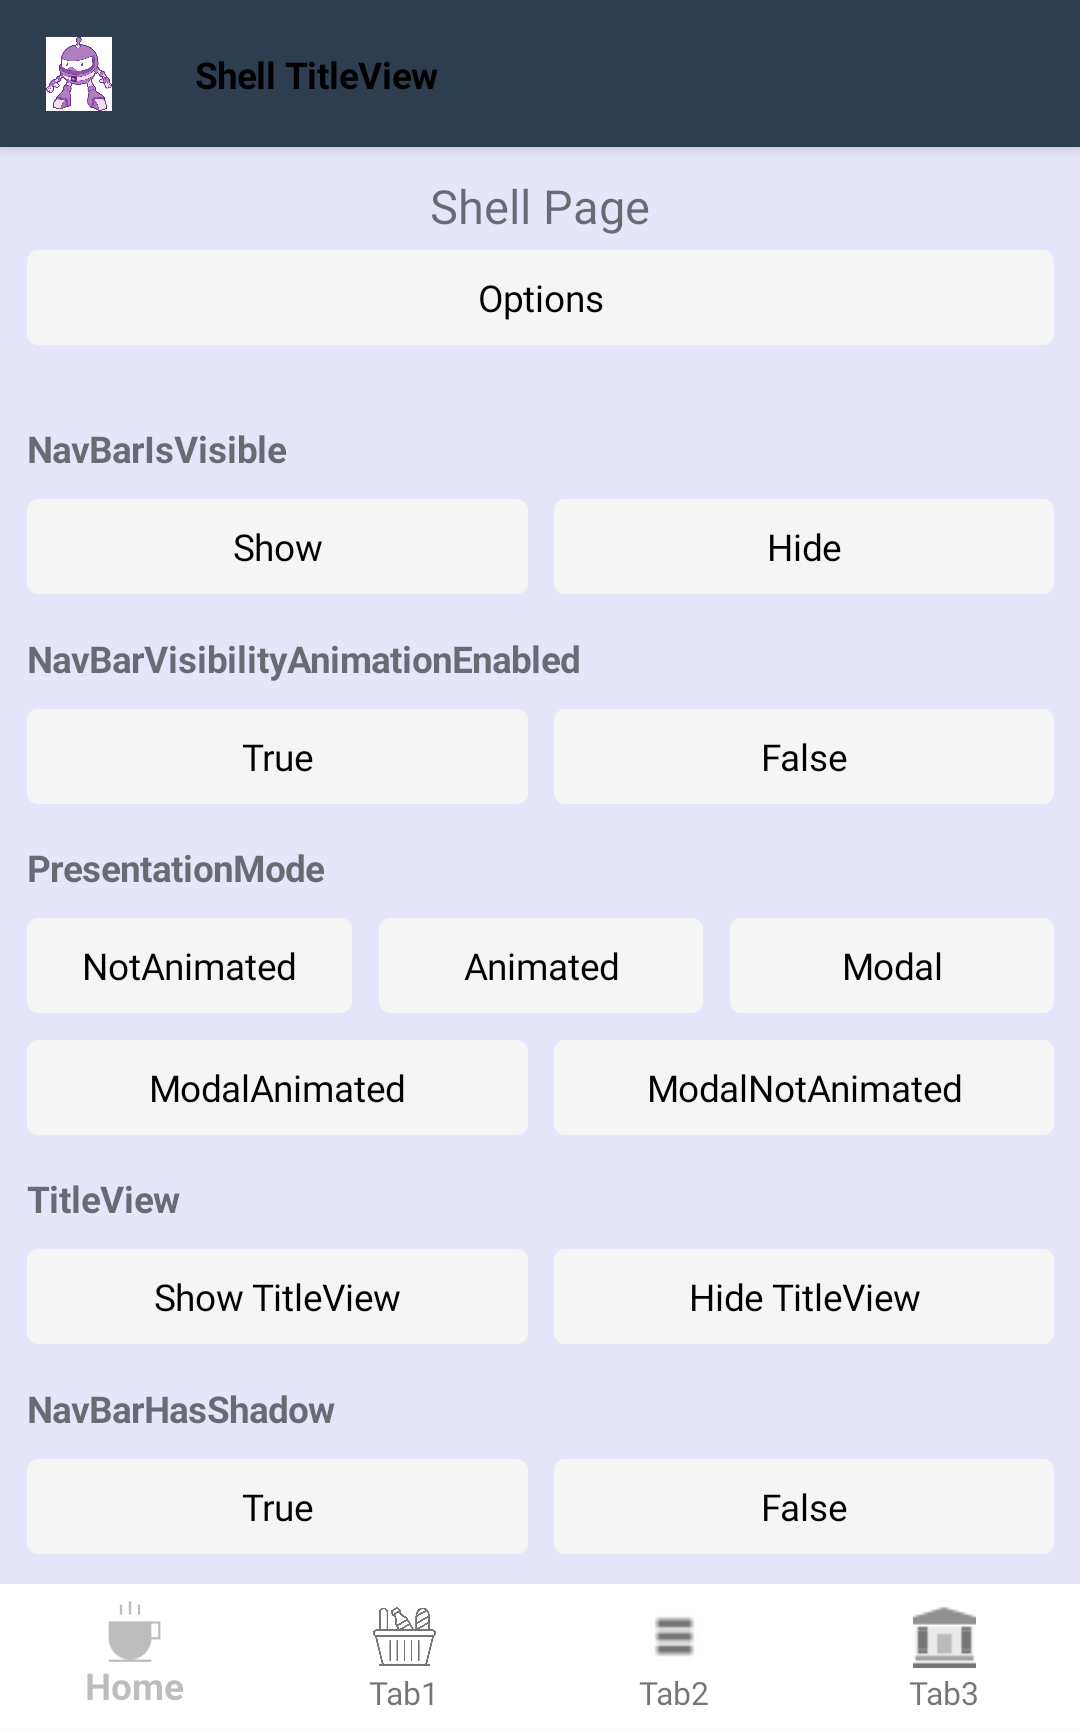 Shell TitleView
Shell Page
Options
NavBarIsVisible
Show Hide
NavBarVisibilityAnimationEnabled
True False
PresentationMode
NotAnimated Animated Modal
ModalAnimated ModalNotAnimated
TitleView
Show TitleView Hide TitleView
NavBarHasShadow
True False
Home Tab1 Tab2 Tab3